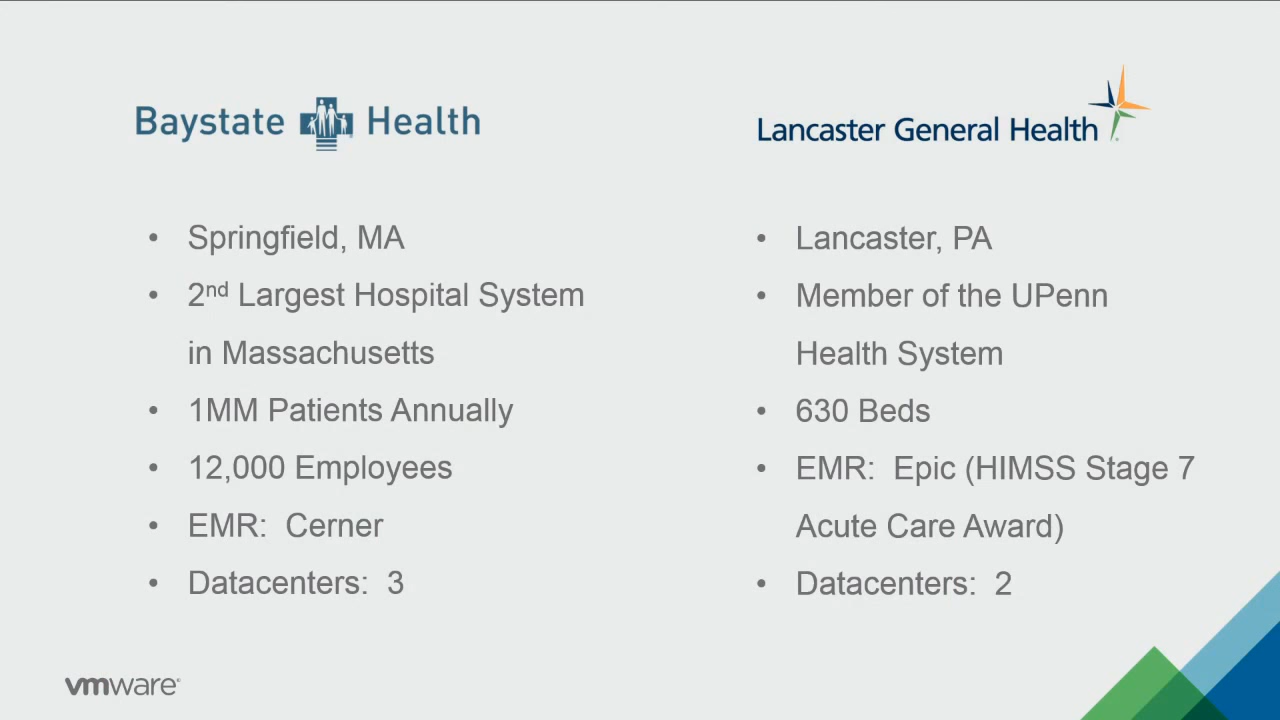 Baystate Health
• Springfield, MA
• 2nd Largest Hospital System
in Massachusetts
• 1MM Patients Annually
• 12,000 Employees
• EMR:  Cerner
• Datacenters:  3
Lancaster General Health
• Lancaster, PA
• Member of the UPenn
Health System
• 630 Beds
• EMR:  Epic (HIMSS Stage 7
Acute Care Award)
• Datacenters:  2
vmware